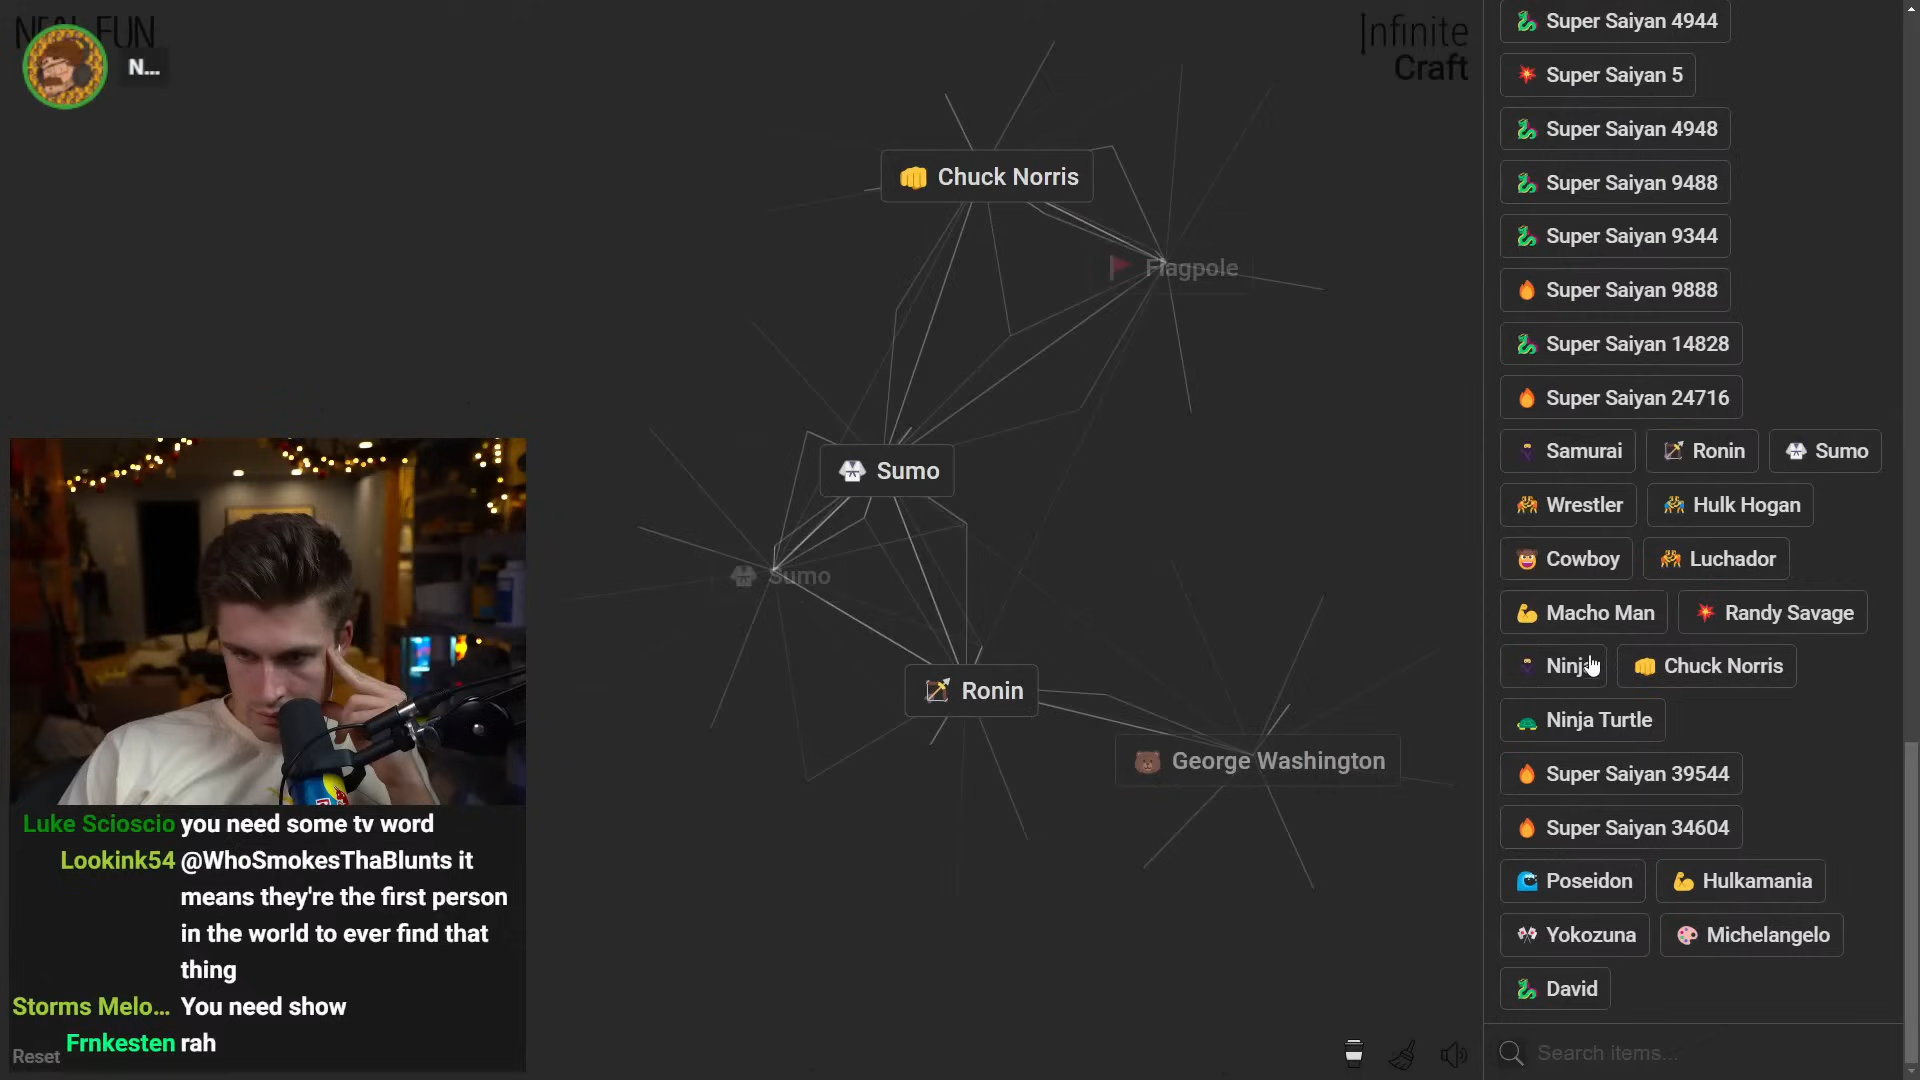 NEAL.FUN
N...
Infinite
Craft
Chuck Norris
Flagpole
Sumo
Sumo
Ronin
George Washington
Super Saiyan 4944
Super Saiyan 5
Super Saiyan 4948
Super Saiyan 9488
Super Saiyan 9344
Super Saiyan 9888
Super Saiyan 14828
Super Saiyan 24716
Samurai Ronin Sumo
Wrestler Hulk Hogan
Cowboy Luchador
Macho Man Randy Savage
Ninja Chuck Norris
Ninja Turtle
Super Saiyan 39544
Super Saiyan 34604
Poseidon Hulkamania
Yokozuna Michelangelo
David
Search items...
Luke Scioscio you need some tv word
Lookink54 @WhoSmokesThaBlunts it
means they're the first person
in the world to ever find that
thing
Storms Melo... You need show
Frnkesten rah
Reset